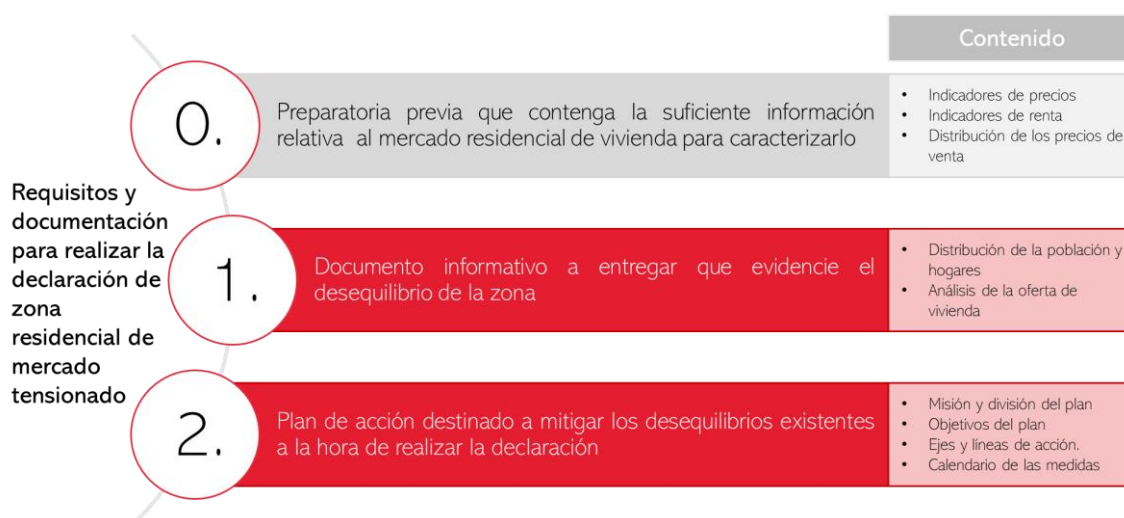 Contenido
0.
Preparatoria previa que contenga la suficiente información
relativa al mercado residencial de vivienda para caracterizarlo
• Indicadores de precios
• Indicadores de renta
• Distribución de los precios de
venta
Requisitos y
documentación
para realizar la
declaración de
zona
residencial de
mercado
tensionado
1.
Documento informativo a entregar que evidencie el
desequilibrio de la zona
• Distribución de la población y
hogares
• Análisis de la oferta de
vivienda
2.
Plan de acción destinado a mitigar los desequilibrios existentes
a la hora de realizar la declaración
• Misión y división del plan
• Objetivos del plan
• Ejes y líneas de acción.
• Calendario de las medidas